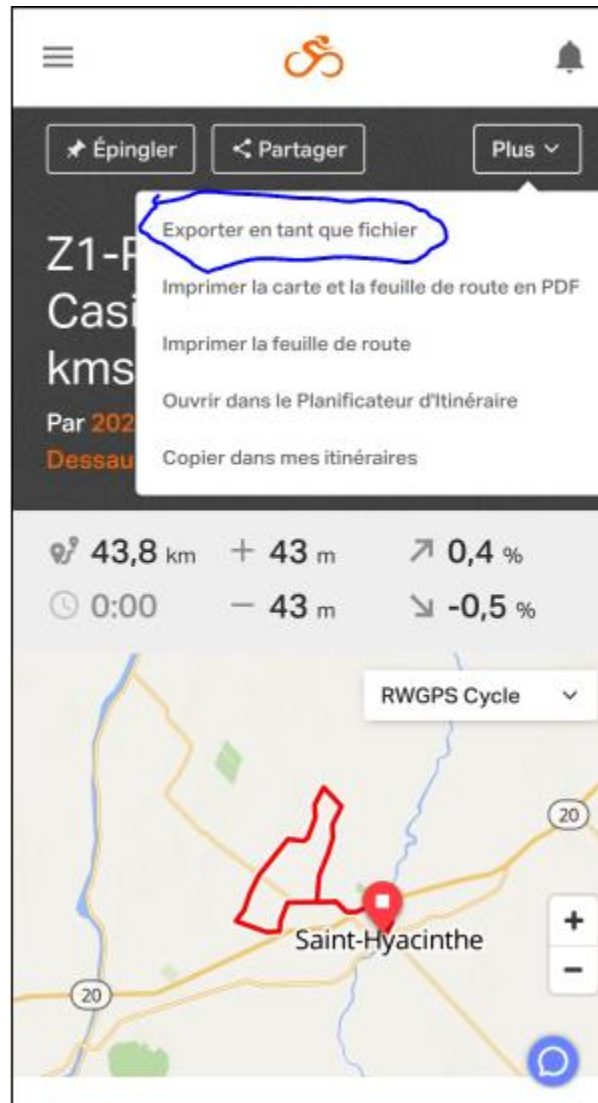 Épingler
Partager
Plus
Exporter en tant que fichier
Imprimer la carte et la feuille de route en PDF
Imprimer la feuille de route
Ouvrir dans le Planificateur d'Itinéraire
Copier dans mes itinéraires
Z1-
Casi
kms
Par 202
Dessau
43,8 km + 43 m 0,4 %
0:00 − 43 m -0,5 %
RWGPS Cycle
20
Saint-Hyacinthe
+
−
20